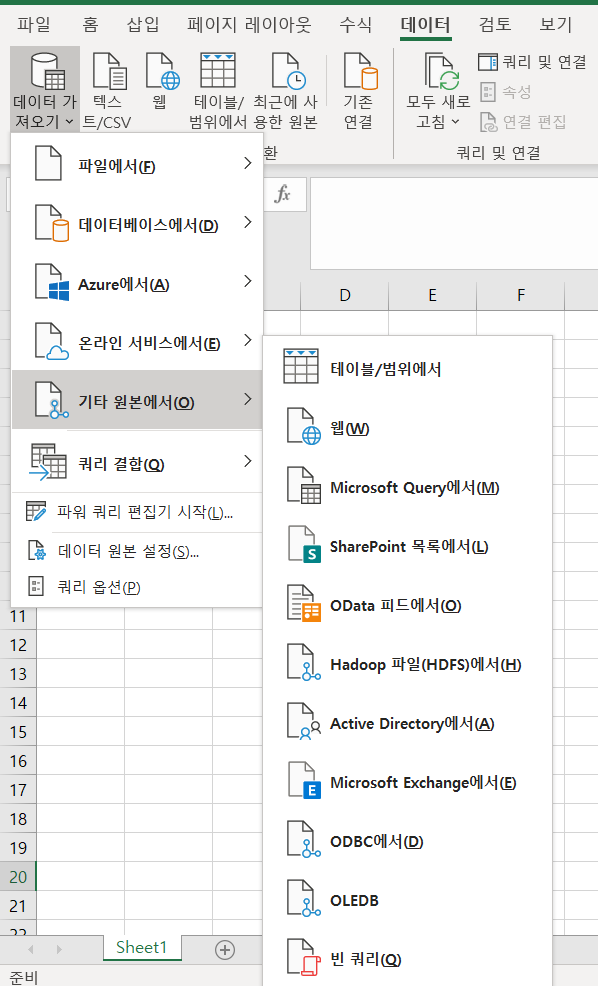 파일 홈 삽입 페이지 레이아웃 수식 데이터 검토 보기
데이터 가
져오기
텍스
트/CSV
웹
테이블/
범위에서
최근에 사
용한 원본
기존
연결
모두 새로
고침
쿼리 및 연결
속성
연결 편집
환
쿼리 및 연결
fx
파일에서(F)
데이터베이스에서(D)
Azure에서(A)
온라인 서비스에서(E)
기타 원본에서(O)
쿼리 결합(Q)
파워 쿼리 편집기 시작(L)...
데이터 원본 설정(S)...
쿼리 옵션(P)
D E F
테이블/범위에서
웹(W)
Microsoft Query에서(M)
SharePoint 목록에서(L)
OData 피드에서(O)
Hadoop 파일(HDFS)에서(H)
Active Directory에서(A)
Microsoft Exchange에서(E)
ODBC에서(D)
OLEDB
빈 쿼리(Q)
11
12
13
14
15
16
17
18
19
20
21
22
Sheet1
준비